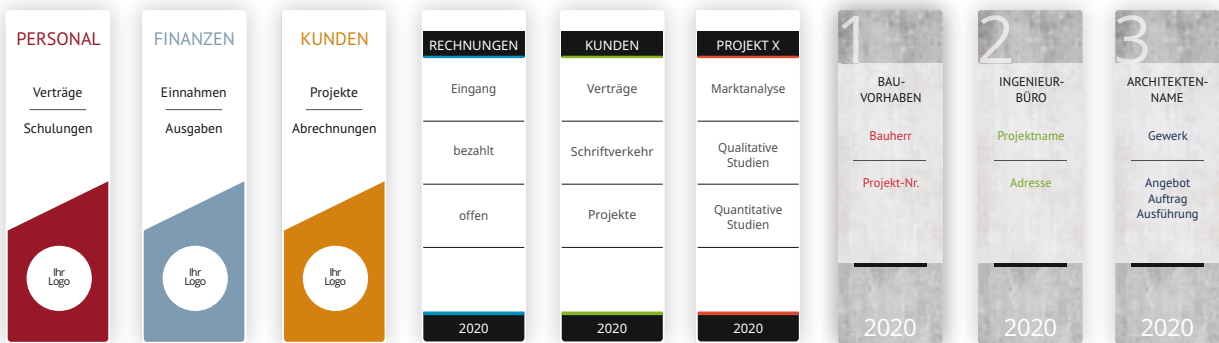 PERSONAL
Verträge
Schulungen
Ihr
Logo
FINANZEN
Einnahmen
Ausgaben
Ihr
Logo
KUNDEN
Projekte
Abrechnungen
Ihr
Logo
RECHNUNGEN
Eingang
bezahlt
offen
2020
KUNDEN
Verträge
Schriftverkehr
Projekte
2020
PROJEKT X
Marktanalyse
Qualitative
Studien
Quantitative
Studien
2020
1
BAU-
VORHABEN
Bauherr
Projekt-Nr.
2020
2
INGENIEUR-
BÜRO
Projektname
Adresse
2020
3
ARCHITEKTEN-
NAME
Gewerk
Angebot
Auftrag
Ausführung
2020